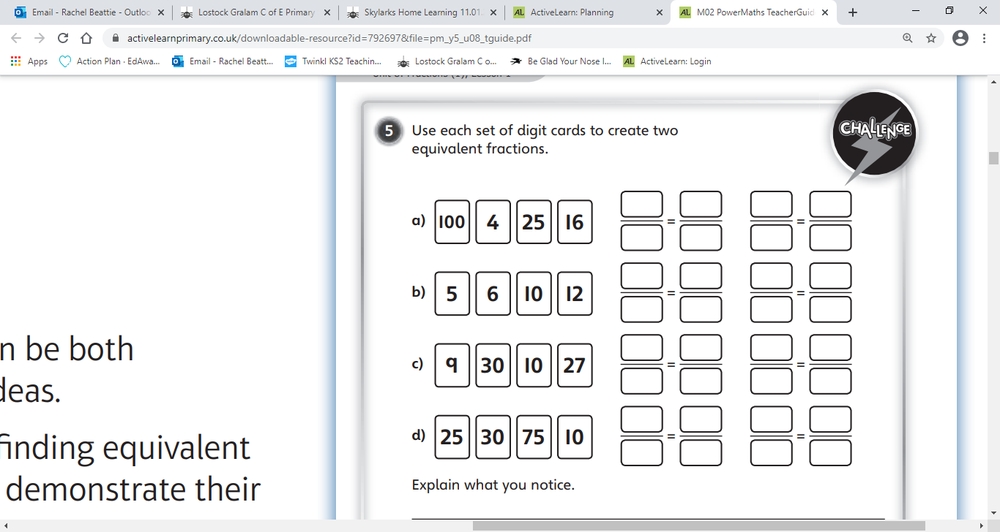 Email - Rachel Beattie - Outloo
Lostock Gralam C of E Primary
Skylarks Home Learning 11.01.
AL ActiveLearn: Planning
AL M02 PowerMaths TeacherGuid
activelearnprimary.co.uk/downloadable-resource?id=792697&file=pm_y5_u08_tguide.pdf
Apps
Action Plan · EdAwa...
Email - Rachel Beatt...
Twinkl KS2 Teachin...
Lostock Gralam C o...
Be Glad Your Nose I...
AL ActiveLearn: Login
Unit 8: Fractions (1), Lesson 1
CHALLENGE
5 Use each set of digit cards to create two
equivalent fractions.
a) 100 4 25 16 = =
b) 5 6 10 12 = =
c) 9 30 10 27 = =
d) 25 30 75 10 = =
Explain what you notice.
n be both
deas.
finding equivalent
demonstrate their